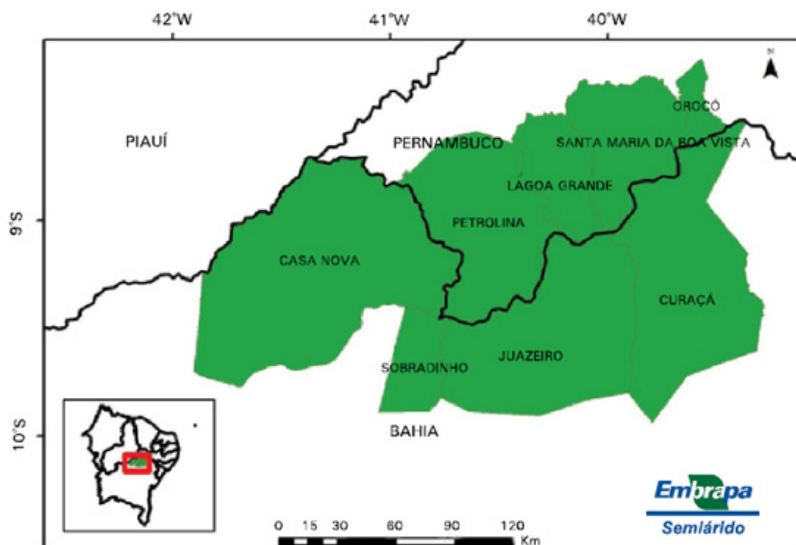 42°W 41°W 40°W
PIAUÍ
PERNAMBUCO
OROCÓ
SANTA MARIA DA BOA VISTA
LAGOA GRANDE
9°S
PETROLINA
CASA NOVA
CURAÇÁ
JUAZEIRO
SOBRADINHO
BAHIA
10°S
N
0 15 30 60 90 120
Km
Embrapa
Semiárido